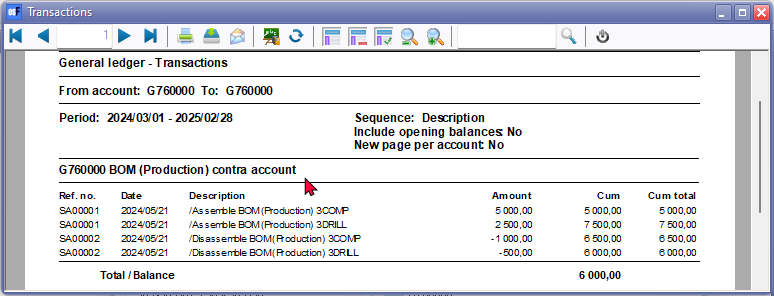 Transactions
1
General ledger - Transactions
From account: G760000 To: G760000
Period: 2024/03/01 - 2025/02/28 Sequence: Description
Include opening balances: No
New page per account: No
G760000 BOM (Production) contra account
Ref. no. Date Description Amount Cum Cum total
SA00001 2024/05/21 /Assemble BOM(Production) 3COMP 5 000,00 5 000,00 5 000,00
SA00001 2024/05/21 /Assemble BOM(Production) 3DRILL 2 500,00 7 500,00 7 500,00
SA00002 2024/05/21 /Disassemble BOM(Production) 3COMP -1 000,00 6 500,00 6 500,00
SA00002 2024/05/21 /Disassemble BOM(Production) 3DRILL -500,00 6 000,00 6 000,00
Total / Balance 6 000,00